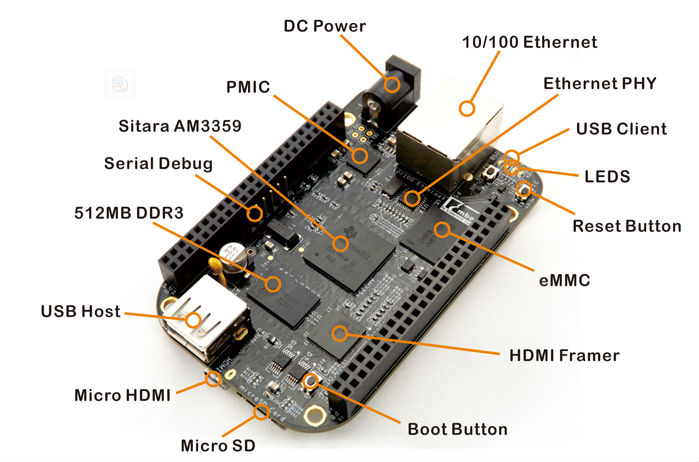 DC Power
10/100 Ethernet
Ethernet PHY
PMIC
Sitara AM3359
USB Client
Serial Debug
LEDS
512MB DDR3
Reset Button
eMMC
USB Host
HDMI Framer
Micro HDMI
Boot Button
Micro SD